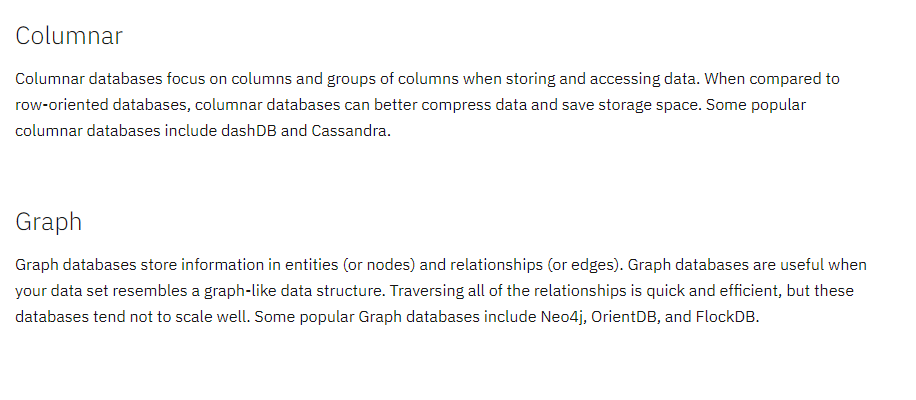 Columnar
Columnar databases focus on columns and groups of columns when storing and accessing data. When compared to
row-oriented databases, columnar databases can better compress data and save storage space. Some popular
columnar databases include dashDB and Cassandra.
Graph
Graph databases store information in entities (or nodes) and relationships (or edges). Graph databases are useful when
your data set resembles a graph-like data structure. Traversing all of the relationships is quick and efficient, but these
databases tend not to scale well. Some popular Graph databases include Neo4j, OrientDB, and FlockDB.